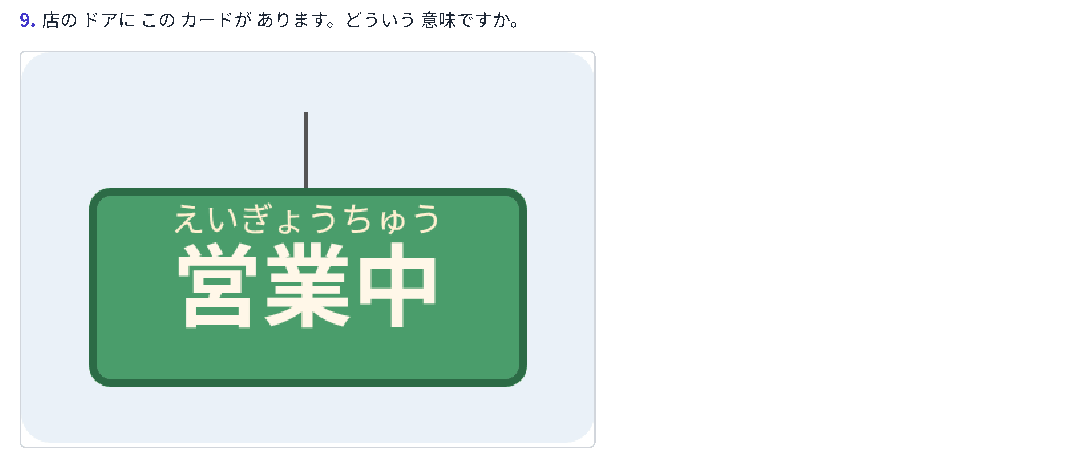 9. 店の ドアに この カードが あります。どういう 意味ですか。
えいぎょうちゅう
営業中